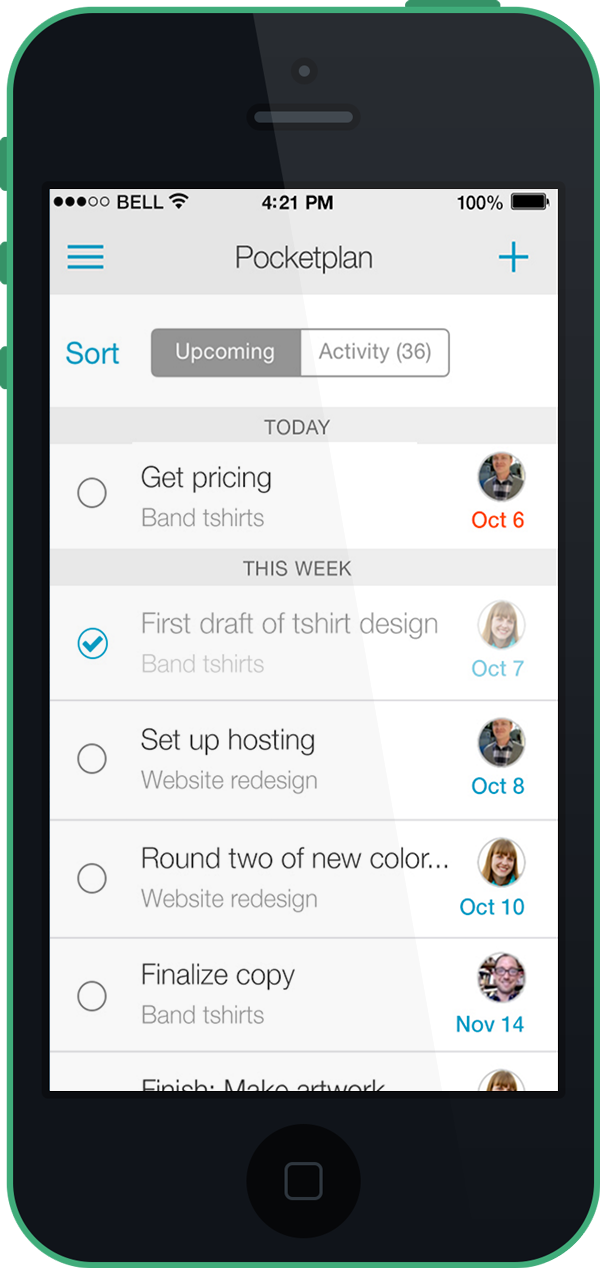 BELL 4:21 PM 100%
Pocketplan
Sort Upcoming Activity (36)
TODAY
Get pricing
Band tshirts
Oct 6
THIS WEEK
First draft of tshirt design
Band tshirts
Oct 7
Set up hosting
Website redesign
Oct 8
Round two of new color...
Website redesign
Oct 10
Finalize copy
Band tshirts
Nov 14
Finish: Make artwork